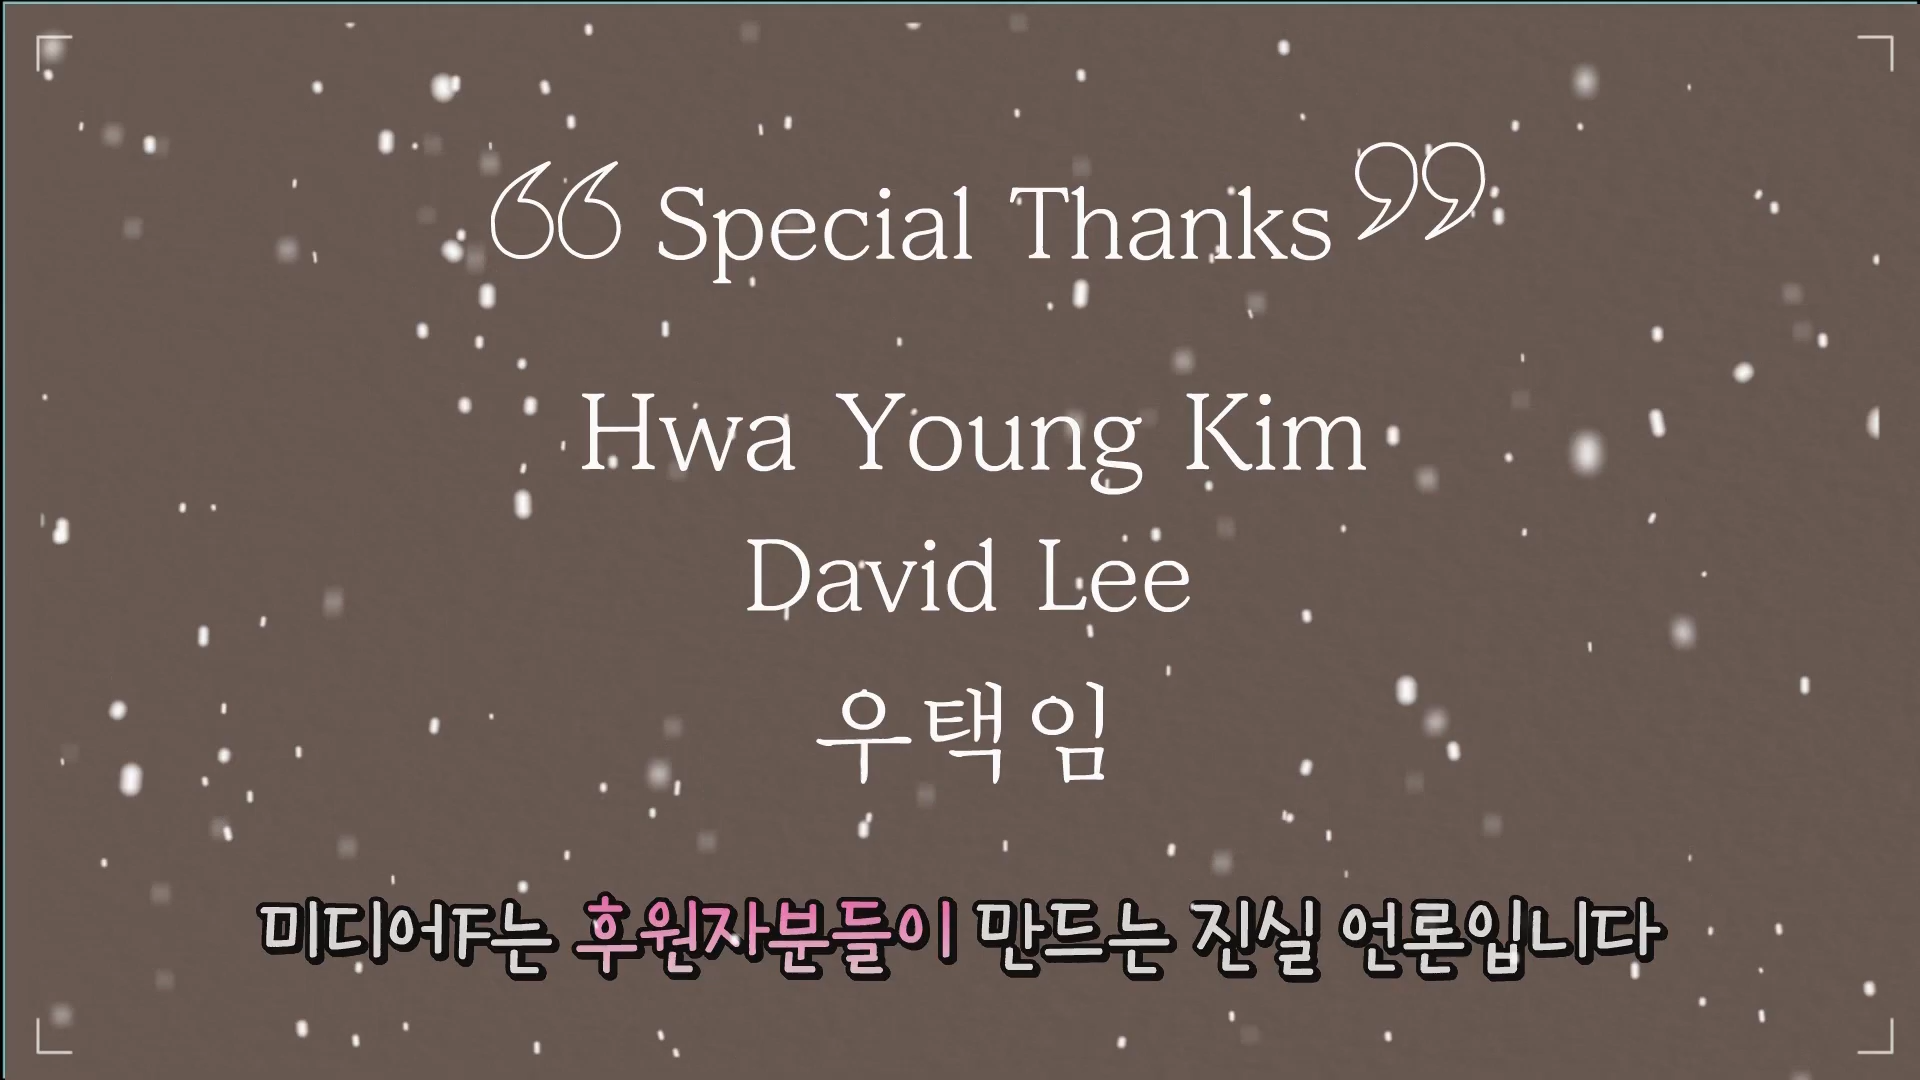 “ Special Thanks ”
Hwa Young Kim
David Lee
우택임
미디어F는 후원자분들이 만드는 진실 언론입니다